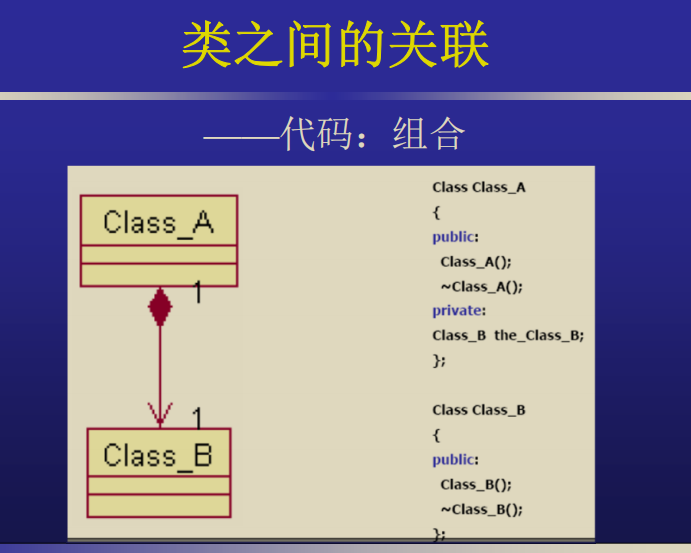 类之间的关联
——代码：组合
Class_A
1
1
Class_B
Class Class_A
{
public:
Class_A();
~Class_A();
private:
Class_B the_Class_B;
};
Class Class_B
{
public:
Class_B();
~Class_B();
};